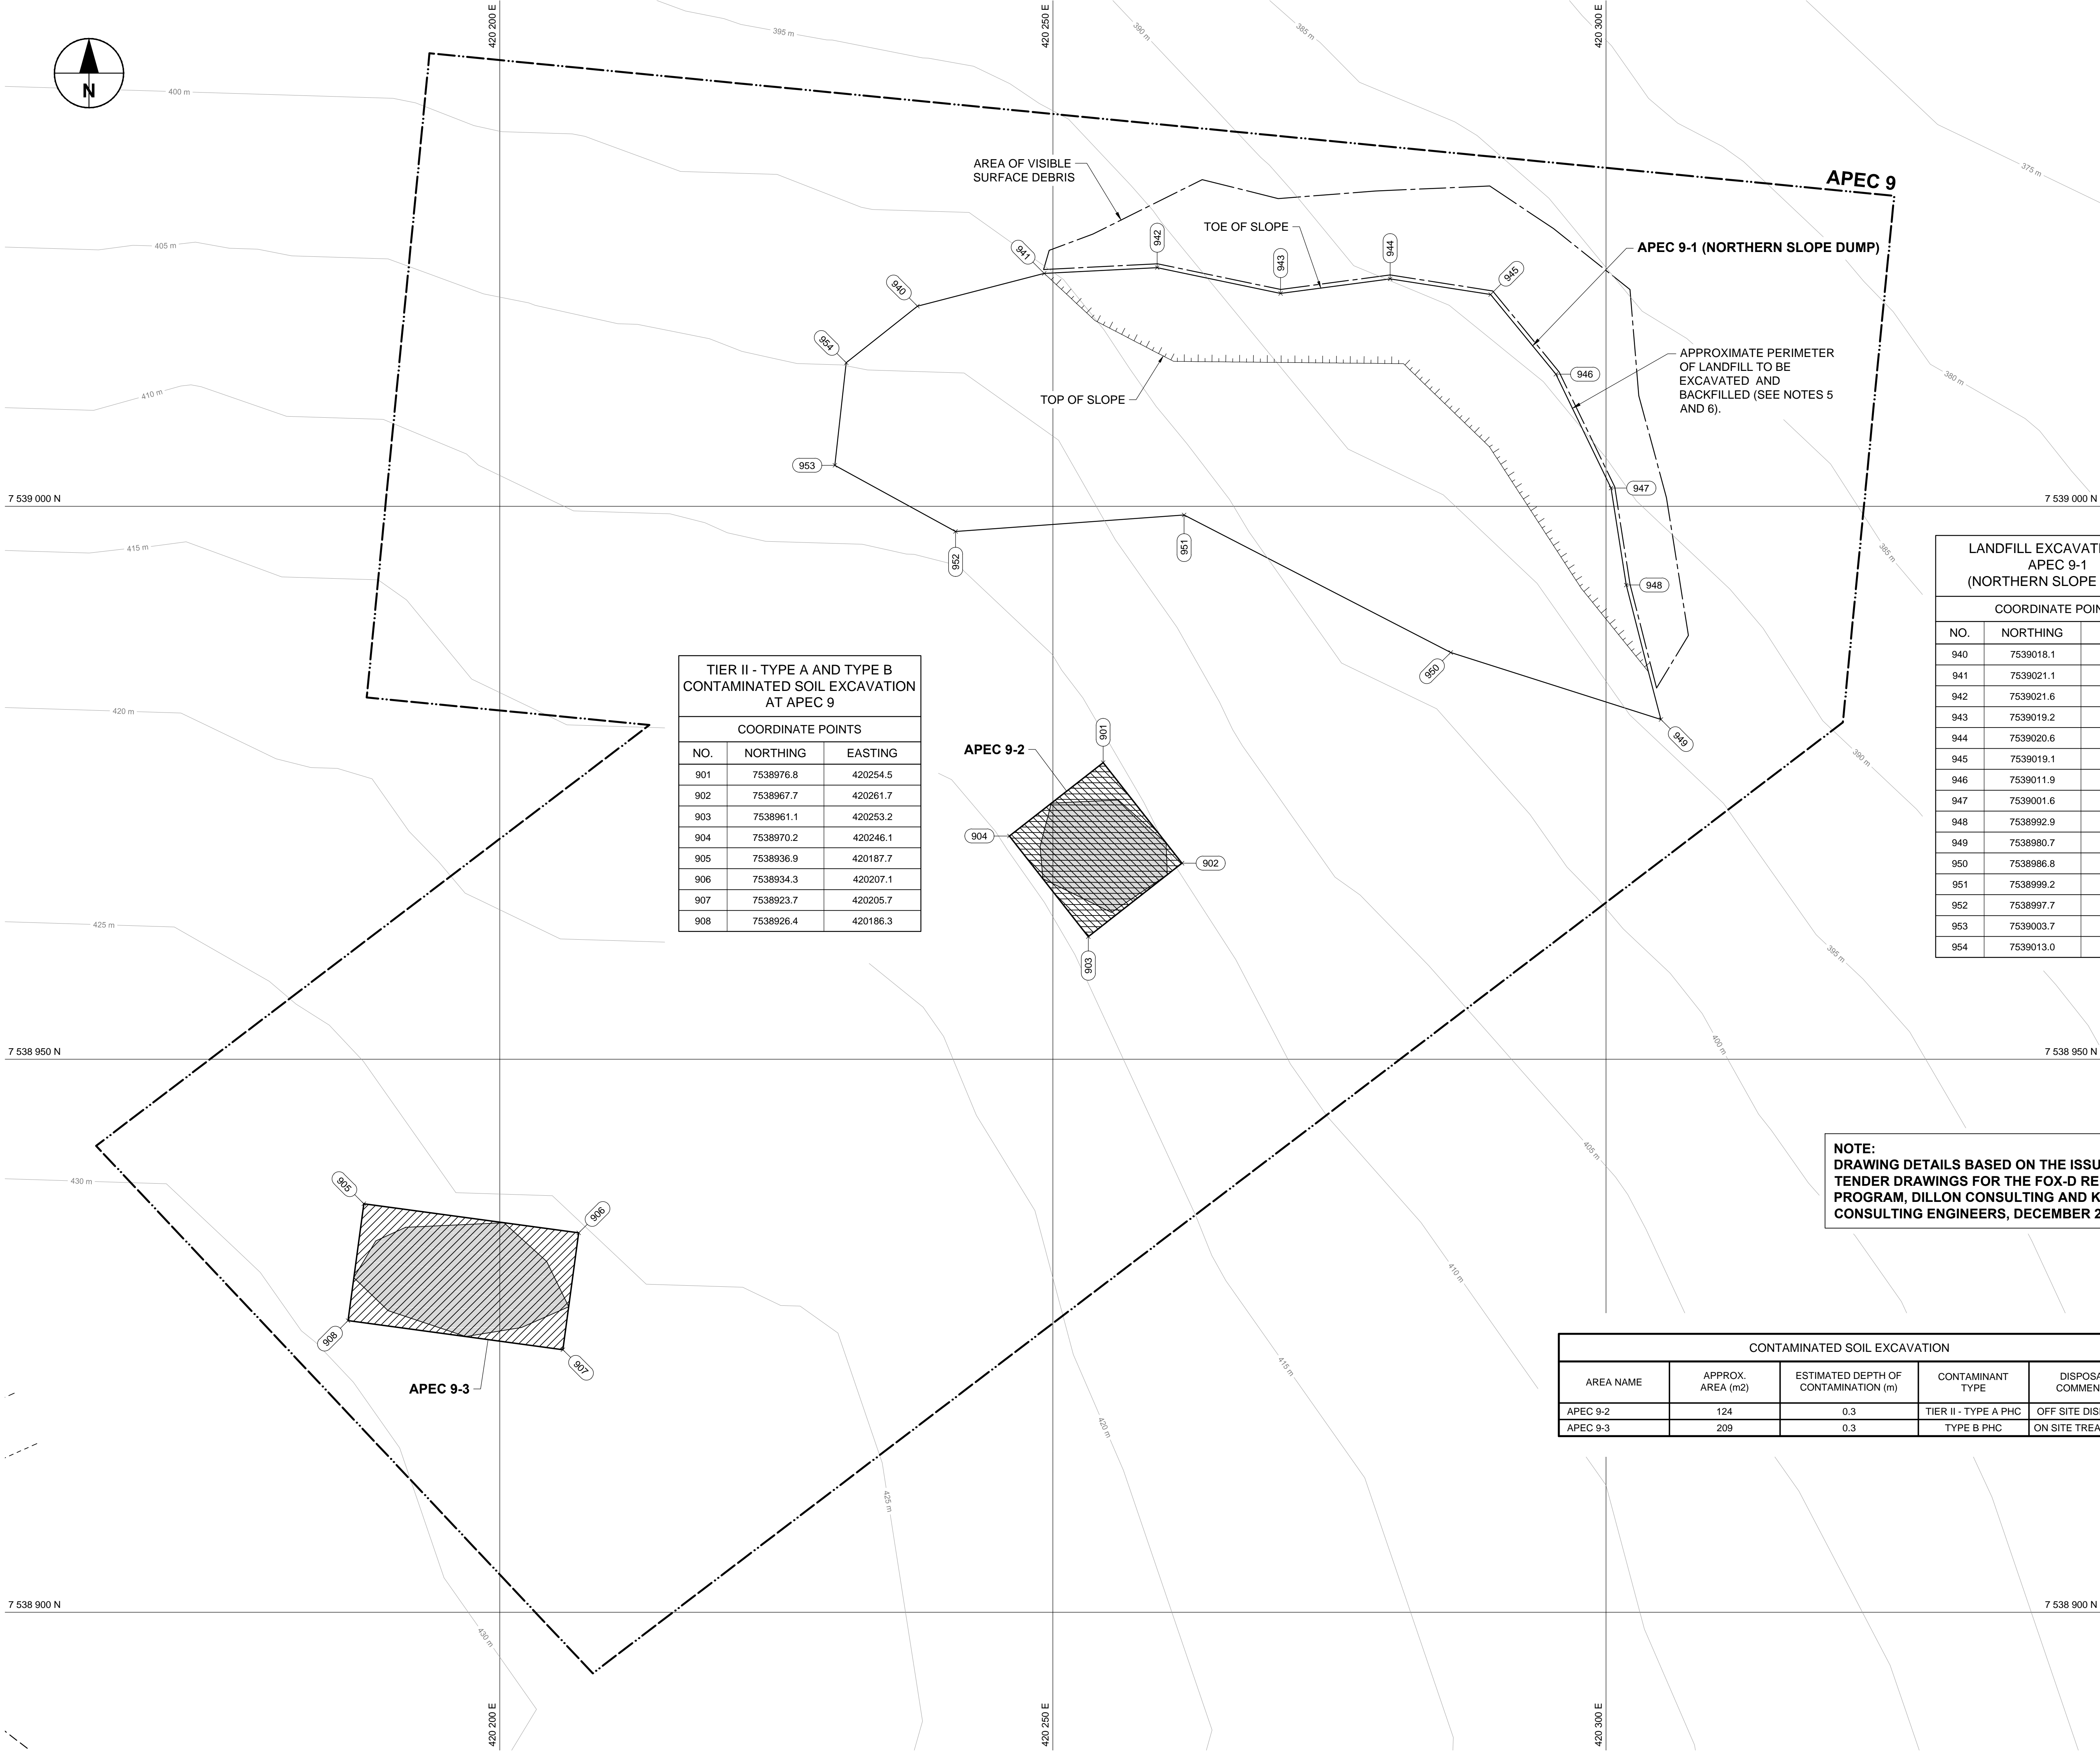 420 200 E
420 250 E
420 300 E
N
395 m
390 m
385 m
400 m
375 m
APEC 9
AREA OF VISIBLE
SURFACE DEBRIS
TOE OF SLOPE
405 m
APEC 9-1 (NORTHERN SLOPE DUMP)
941
942
943
944
945
940
954
946
APPROXIMATE PERIMETER
OF LANDFILL TO BE
EXCAVATED AND
BACKFILLED (SEE NOTES 5
AND 6).
380 m
410 m
TOP OF SLOPE
953
947
7 539 000 N
7 539 000 N
415 m
952
951
948
385 m
LANDFILL EXCAVAT
APEC 9-1
(NORTHERN SLOPE
COORDINATE POIN
NO. NORTHING
940 7539018.1
941 7539021.1
942 7539021.6
943 7539019.2
944 7539020.6
945 7539019.1
946 7539011.9
947 7539001.6
948 7538992.9
949 7538980.7
950 7538986.8
951 7538999.2
952 7538997.7
953 7539003.7
954 7539013.0
950
949
420 m
390 m
TIER II - TYPE A AND TYPE B
CONTAMINATED SOIL EXCAVATION
AT APEC 9
COORDINATE POINTS
NO. NORTHING EASTING
901 7538976.8 420254.5
902 7538967.7 420261.7
903 7538961.1 420253.2
904 7538970.2 420246.1
905 7538936.9 420187.7
906 7538934.3 420207.1
907 7538923.7 420205.7
908 7538926.4 420186.3
APEC 9-2
901
904
902
903
425 m
395 m
400 m
7 538 950 N
7 538 950 N
405 m
NOTE:
DRAWING DETAILS BASED ON THE ISSU
TENDER DRAWINGS FOR THE FOX-D RE
PROGRAM, DILLON CONSULTING AND K
CONSULTING ENGINEERS, DECEMBER 2
430 m
905
906
908
907
APEC 9-3
410 m
415 m
420 m
425 m
CONTAMINATED SOIL EXCAVATION
AREA NAME APPROX. AREA (m2) ESTIMATED DEPTH OF CONTAMINATION (m) CONTAMINANT TYPE DISPOSA COMMEN
APEC 9-2 124 0.3 TIER II - TYPE A PHC OFF SITE DIS
APEC 9-3 209 0.3 TYPE B PHC ON SITE TREA
7 538 900 N
7 538 900 N
430 m
420 200 E
420 250 E
420 300 E